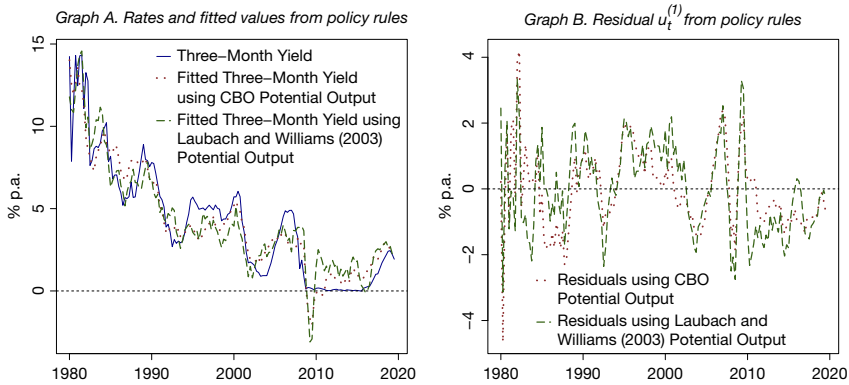 Graph A. Rates and fitted values from policy rules
% p.a.
15
10
5
0
1980 1990 2000 2010 2020
Three−Month Yield
Fitted Three−Month Yield
using CBO Potential Output
Fitted Three−Month Yield using
Laubach and Williams (2003)
Potential Output
Graph B. Residual u_t^(1) from policy rules
% p.a.
4
2
0
−2
−4
1980 1990 2000 2010 2020
Residuals using CBO
Potential Output
Residuals using Laubach and
Williams (2003) Potential Output